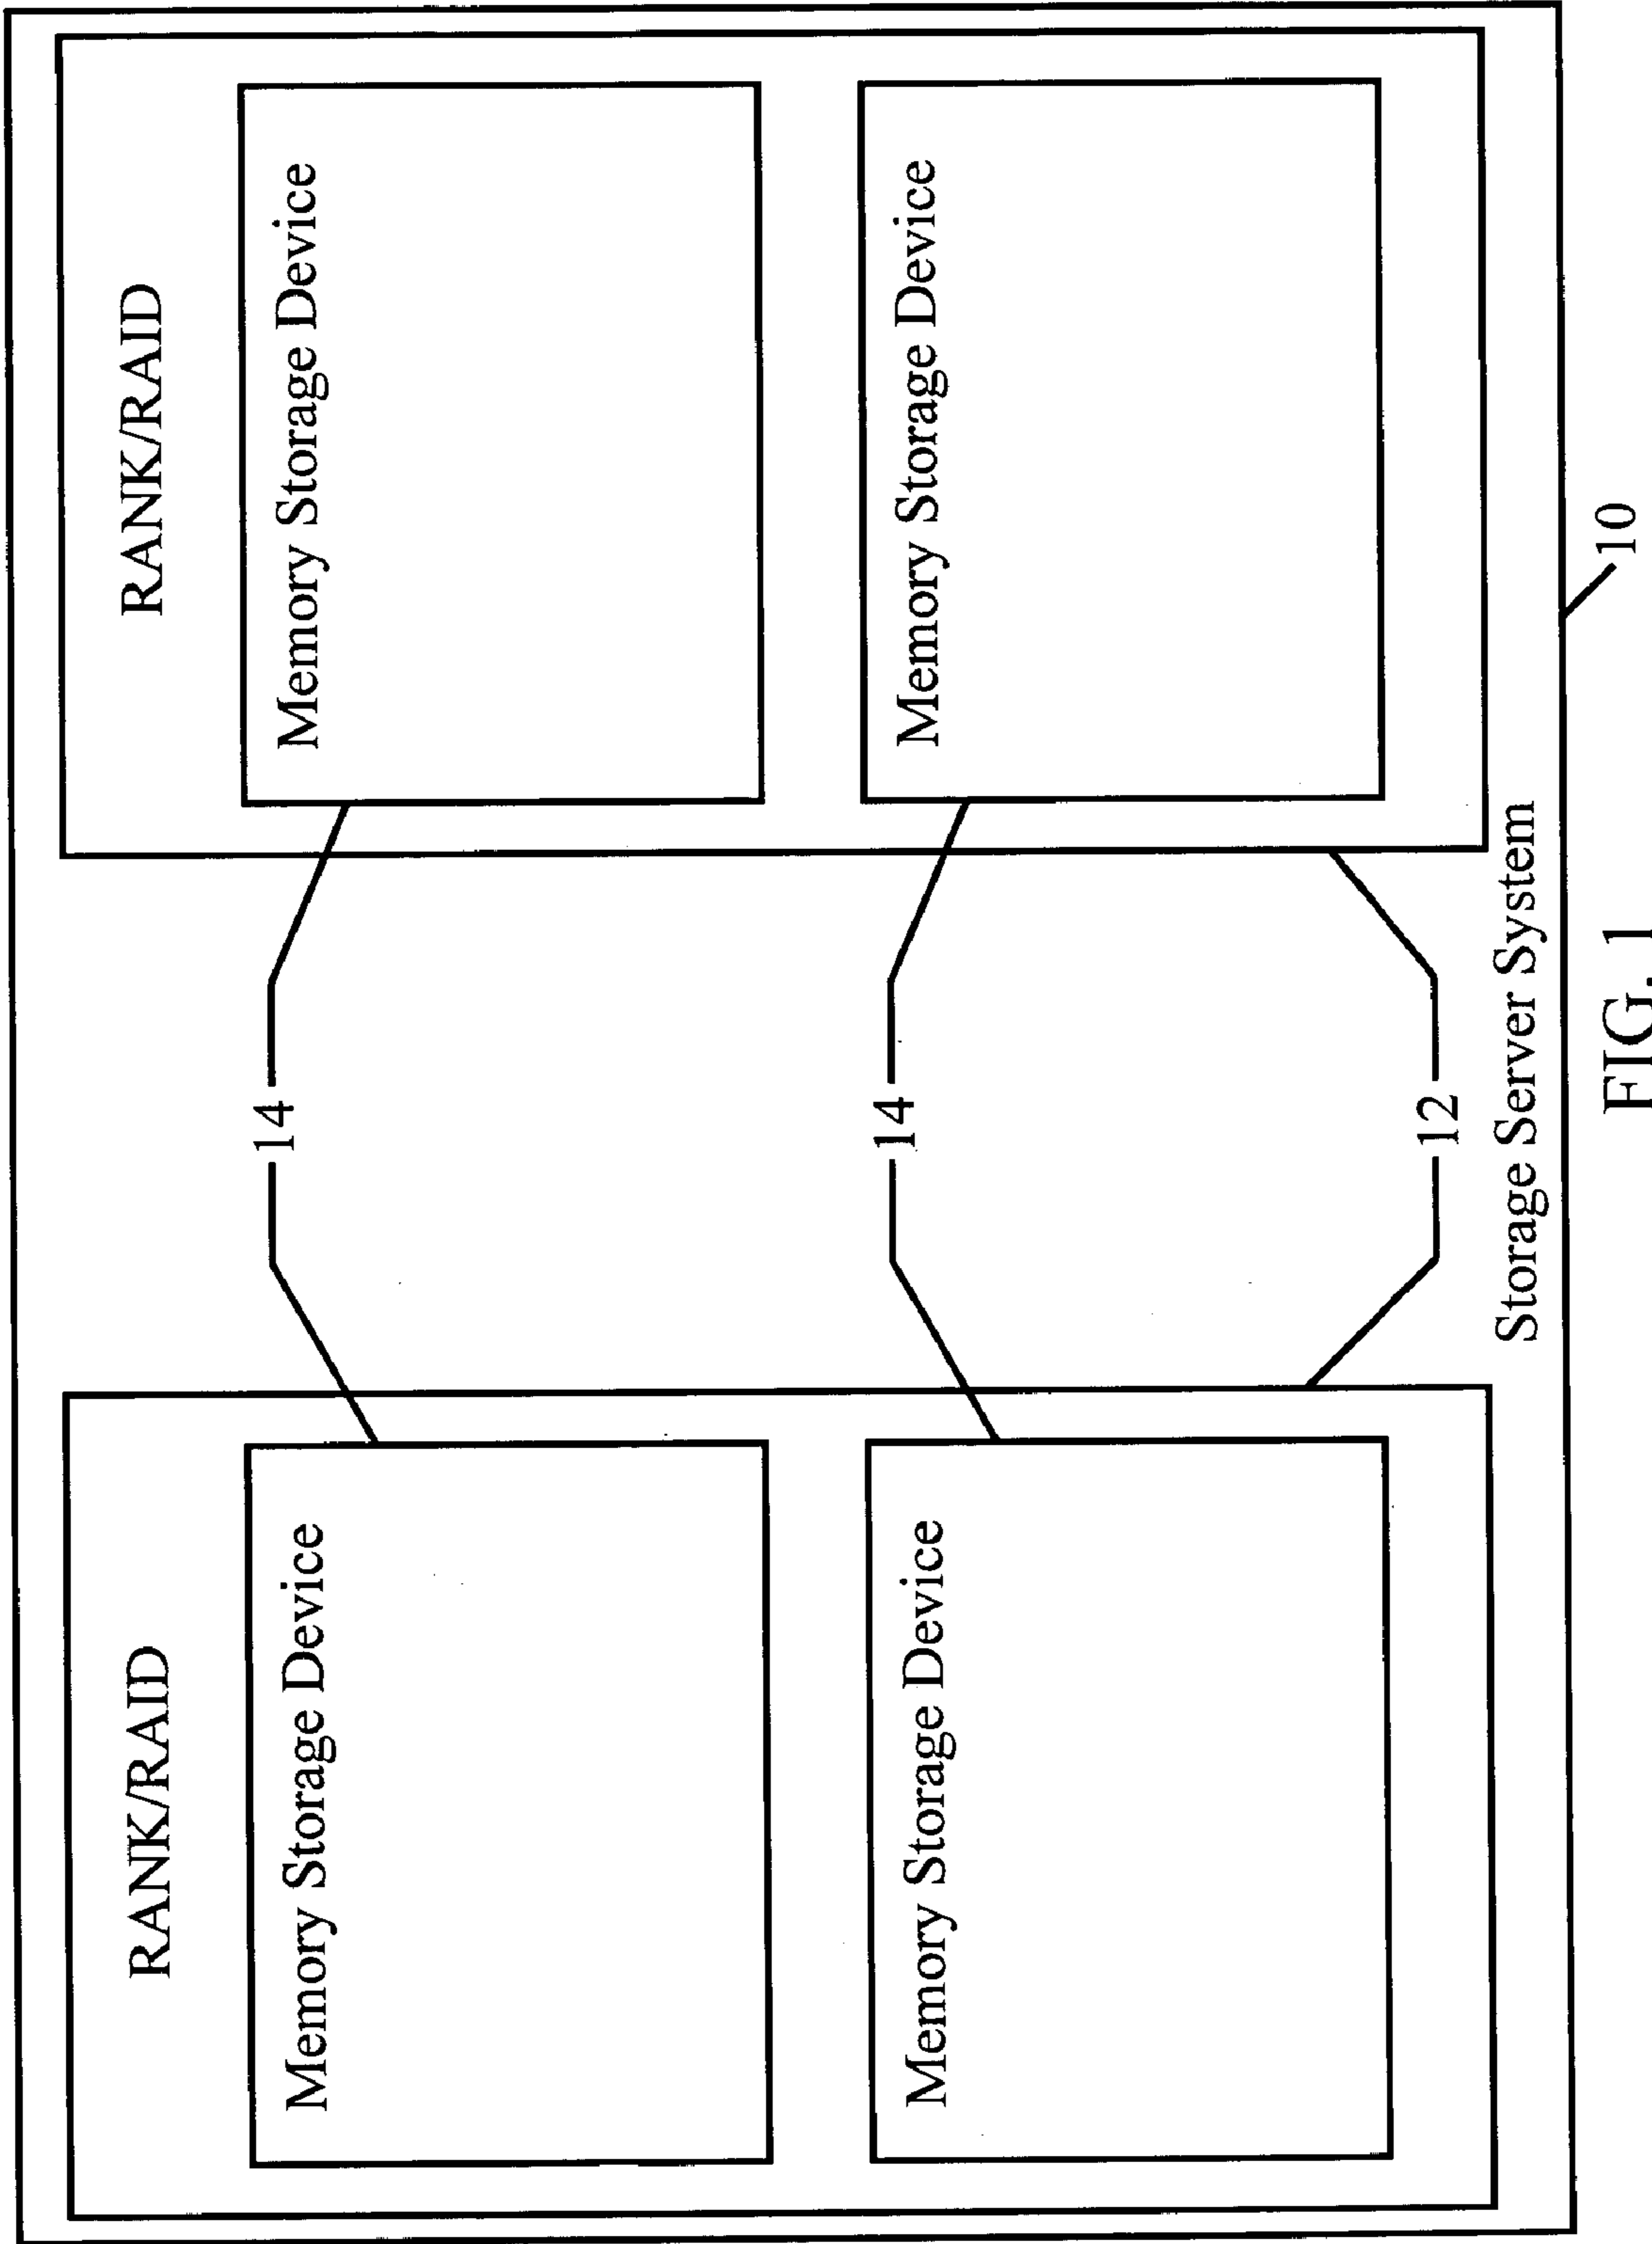 RANK/RAID
RANK/RAID
Memory Storage Device
14
Memory Storage Device
Memory Storage Device
14
Memory Storage Device
12
Storage Server System
10
FIG. 1